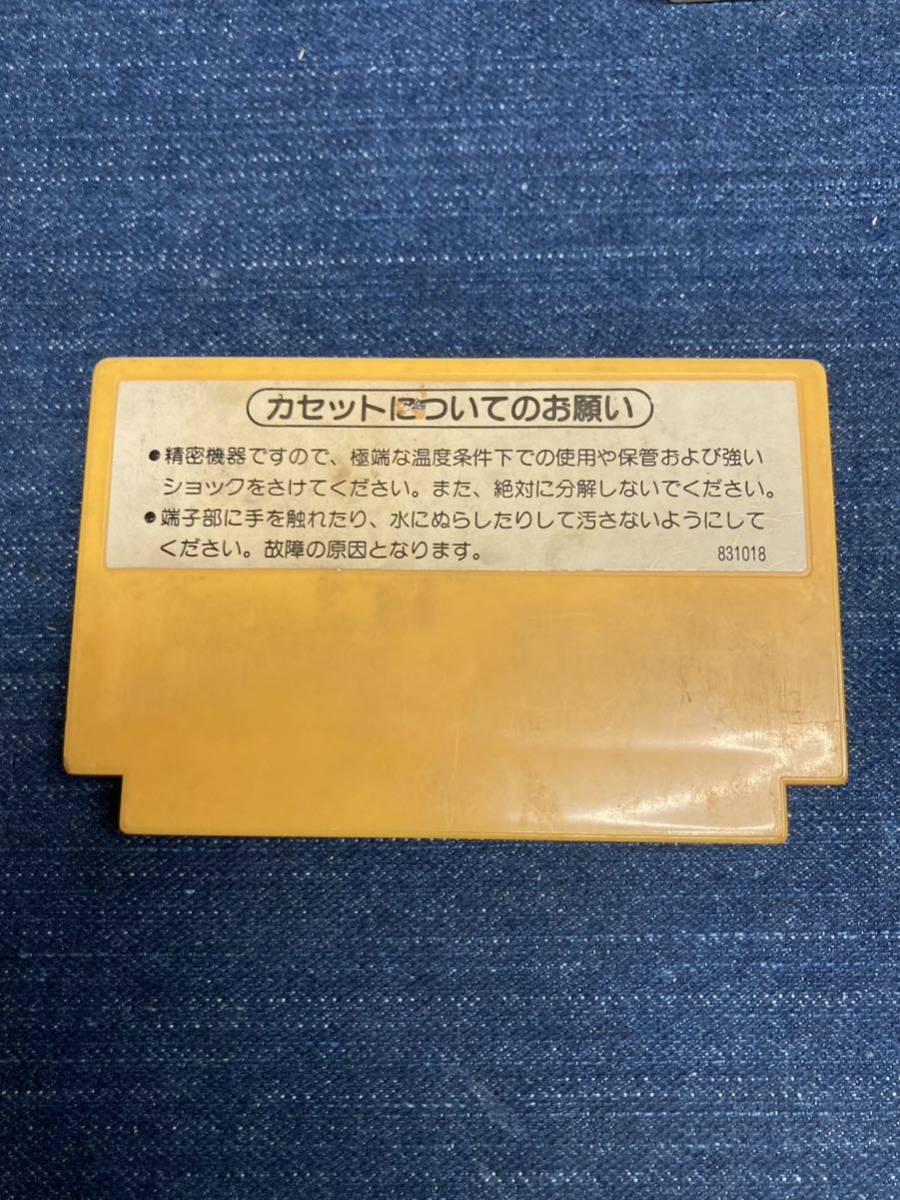 カセットについてのお願い
●精密機器ですので、極端な温度条件下での使用や保管および強い
ショックをさけてください。また、絶対に分解しないでください。
●端子部に手を触れたり、水にぬらしたりして汚さないようにして
ください。故障の原因となります。 831018